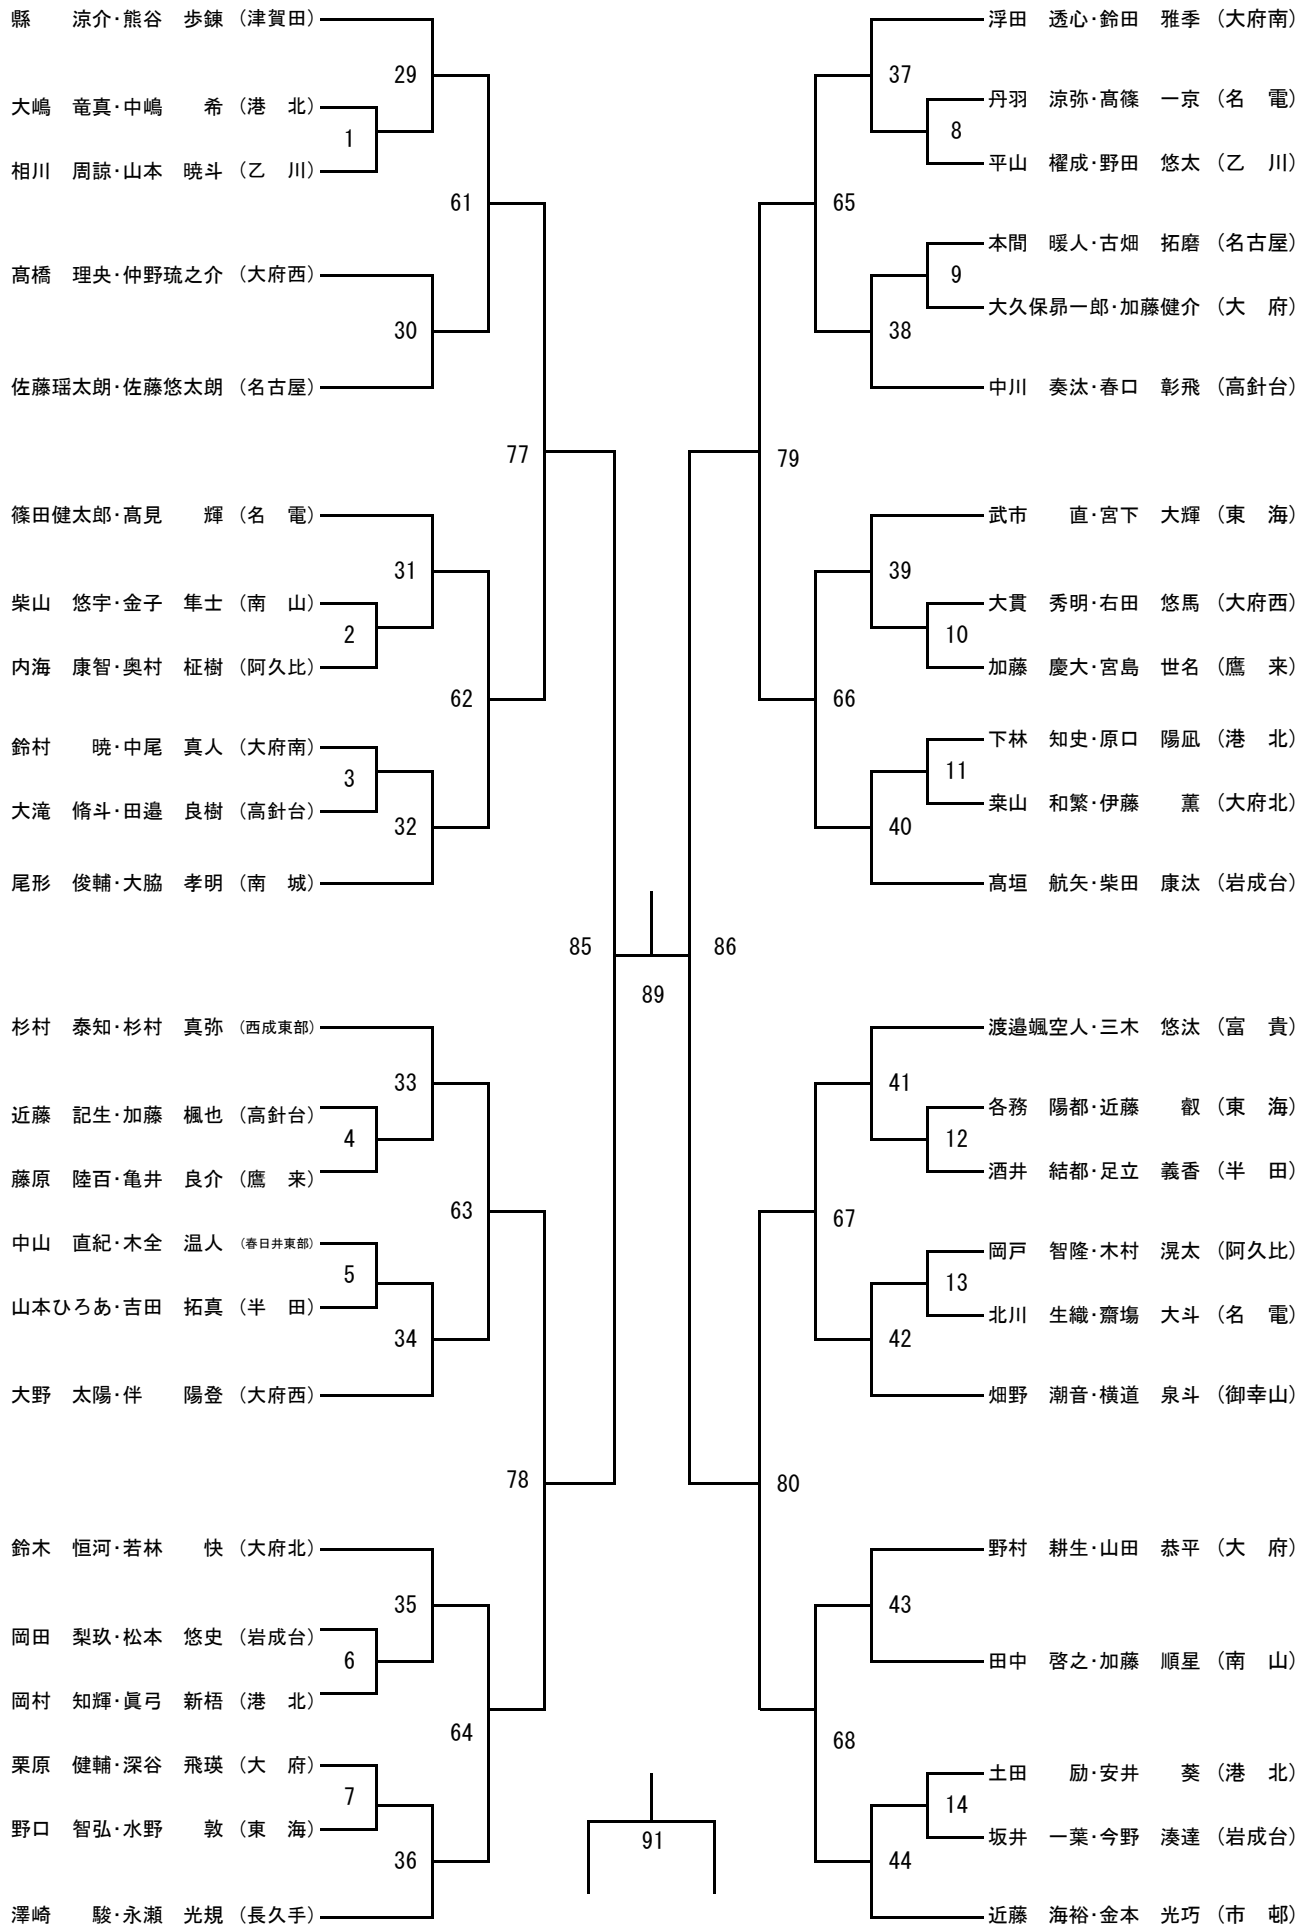 縣　　涼介･熊谷　歩錬（津賀田）
29
大嶋　竜真･中嶋　　希（港　北）
1
相川　周諒･山本　暁斗（乙　川）
61
髙橋　理央･仲野琉之介（大府西）
30
佐藤瑶太朗･佐藤悠太朗（名古屋）
77
篠田健太郎･髙見　　輝（名　電）
31
柴山　悠宇･金子　隼士（南　山）
2
内海　康智･奥村　柾樹（阿久比）
62
鈴村　　暁･中尾　真人（大府南）
3
大滝　脩斗･田邉　良樹（高針台）
32
尾形　俊輔･大脇　孝明（南　城）
85
杉村　泰知･杉村　真弥（西成東部）
33
近藤　記生･加藤　楓也（高針台）
4
藤原　陸百･亀井　良介（鷹　来）
63
中山　直紀･木全　温人（春日井東部）
5
山本ひろあ･吉田　拓真（半　田）
34
大野　太陽･伴　　陽登（大府西）
78
鈴木　恒河･若林　　快（大府北）
35
岡田　梨玖･松本　悠史（岩成台）
6
岡村　知輝･眞弓　新梧（港　北）
64
栗原　健輔･深谷　飛瑛（大　府）
7
野口　智弘･水野　　敦（東　海）
36
澤崎　　駿･永瀬　光規（長久手）
89
91
浮田　透心･鈴田　雅季（大府南）
37
丹羽　涼弥･髙篠　一京（名　電）
8
平山　櫂成･野田　悠太（乙　川）
65
本間　暖人･古畑　拓磨（名古屋）
9
大久保昴一郎･加藤健介（大　府）
38
中川　奏汰･春口　彰飛（高針台）
79
武市　　直･宮下　大輝（東　海）
39
大貫　秀明･右田　悠馬（大府西）
10
加藤　慶大･宮島　世名（鷹　来）
66
下林　知史･原口　陽凪（港　北）
11
桒山　和繁･伊藤　　薫（大府北）
40
髙垣　航矢･柴田　康汰（岩成台）
86
渡邉颯空人･三木　悠汰（富　貴）
41
各務　陽都･近藤　　叡（東　海）
12
酒井　結都･足立　義香（半　田）
67
岡戸　智隆･木村　滉太（阿久比）
13
北川　生織･齋塲　大斗（名　電）
42
畑野　潮音･横道　泉斗（御幸山）
80
野村　耕生･山田　恭平（大　府）
43
田中　啓之･加藤　順星（南　山）
68
土田　　励･安井　　葵（港　北）
14
坂井　一葉･今野　湊達（岩成台）
44
近藤　海裕･金本　光巧（市　邨）